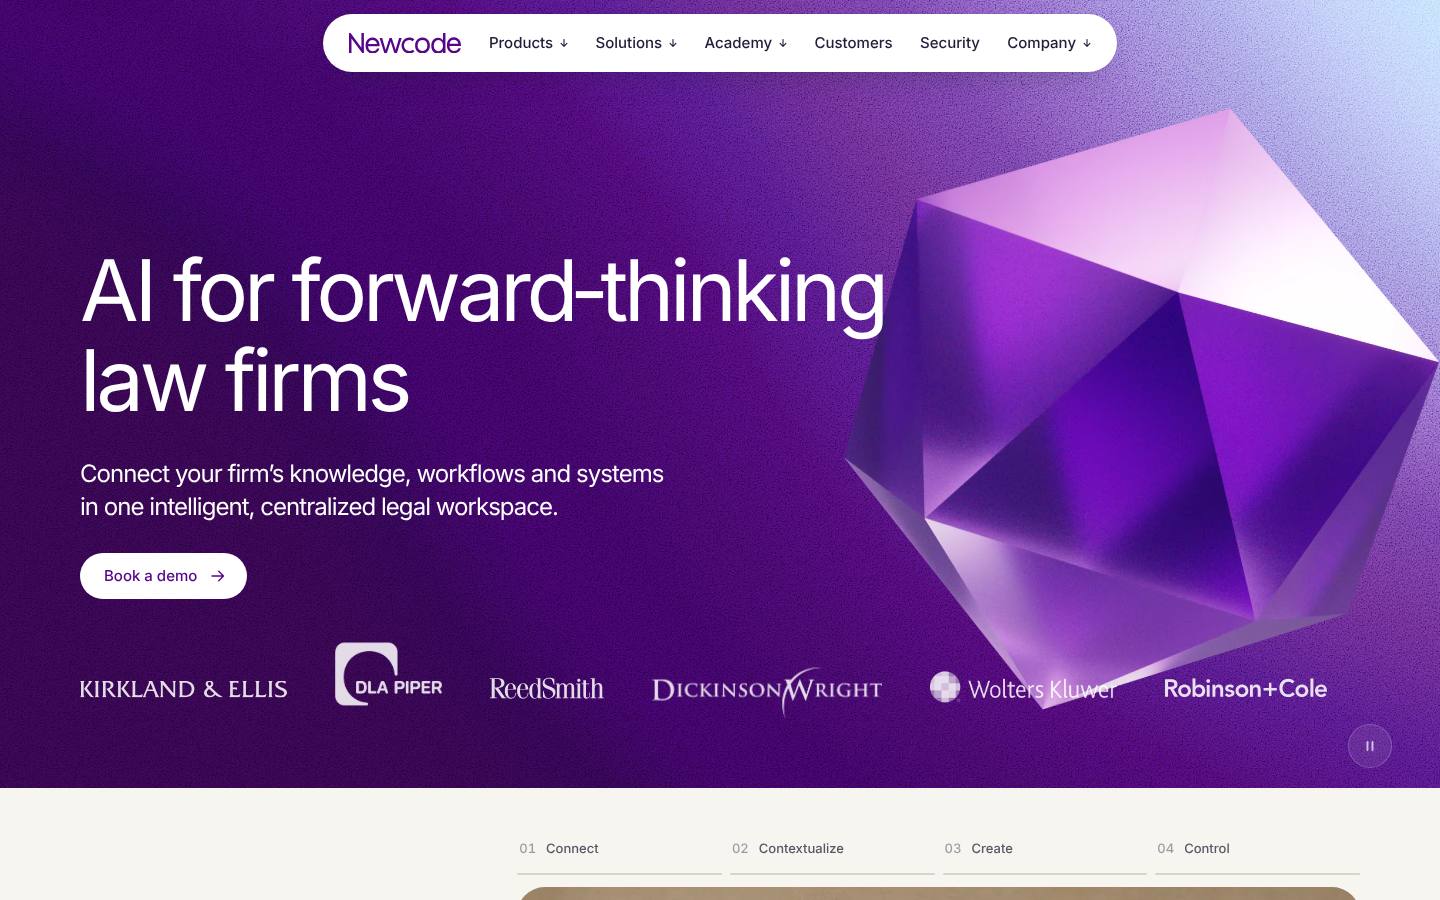 Newcode
Products ↓
Solutions ↓
Academy ↓
Customers
Security
Company ↓
AI for forward-thinking
law firms
Connect your firm’s knowledge, workflows and systems
in one intelligent, centralized legal workspace.
Book a demo →
KIRKLAND & ELLIS
DLA PIPER
ReedSmith
DICKINSON WRIGHT
Wolters Kluwer
Robinson+Cole
01 Connect
02 Contextualize
03 Create
04 Control